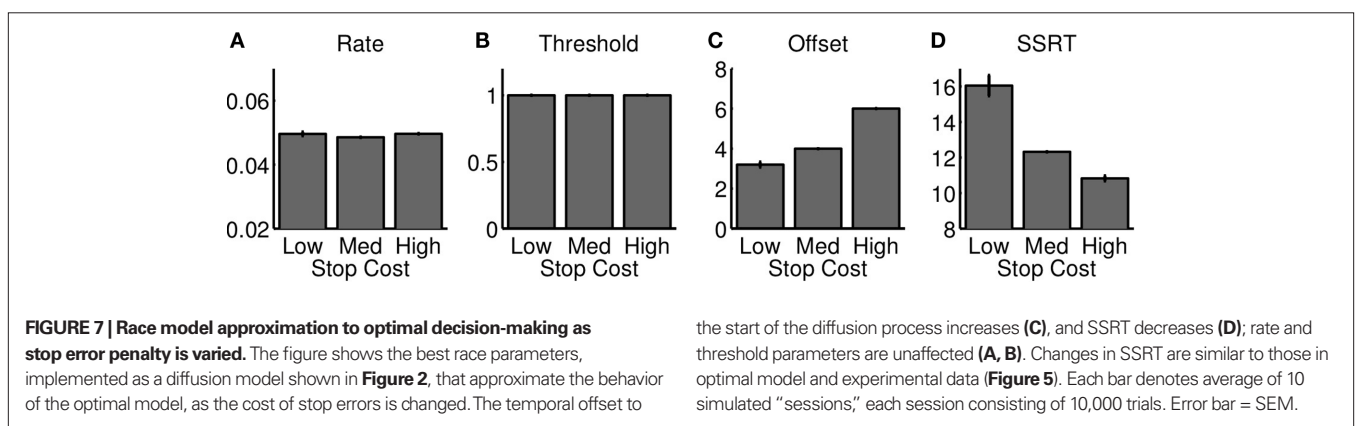 A Rate
B Threshold
C Offset
D SSRT
0.06
0.04
0.02
Low Med High
Stop Cost
1
0.5
0
Low Med High
Stop Cost
8
6
4
2
0
Low Med High
Stop Cost
16
14
12
10
8
Low Med High
Stop Cost
FIGURE 7 | Race model approximation to optimal decision-making as
stop error penalty is varied. The figure shows the best race parameters,
implemented as a diffusion model shown in Figure 2, that approximate the behavior
of the optimal model, as the cost of stop errors is changed. The temporal offset to
the start of the diffusion process increases (C), and SSRT decreases (D); rate and
threshold parameters are unaffected (A, B). Changes in SSRT are similar to those in
optimal model and experimental data (Figure 5). Each bar denotes average of 10
simulated “sessions,” each session consisting of 10,000 trials. Error bar = SEM.